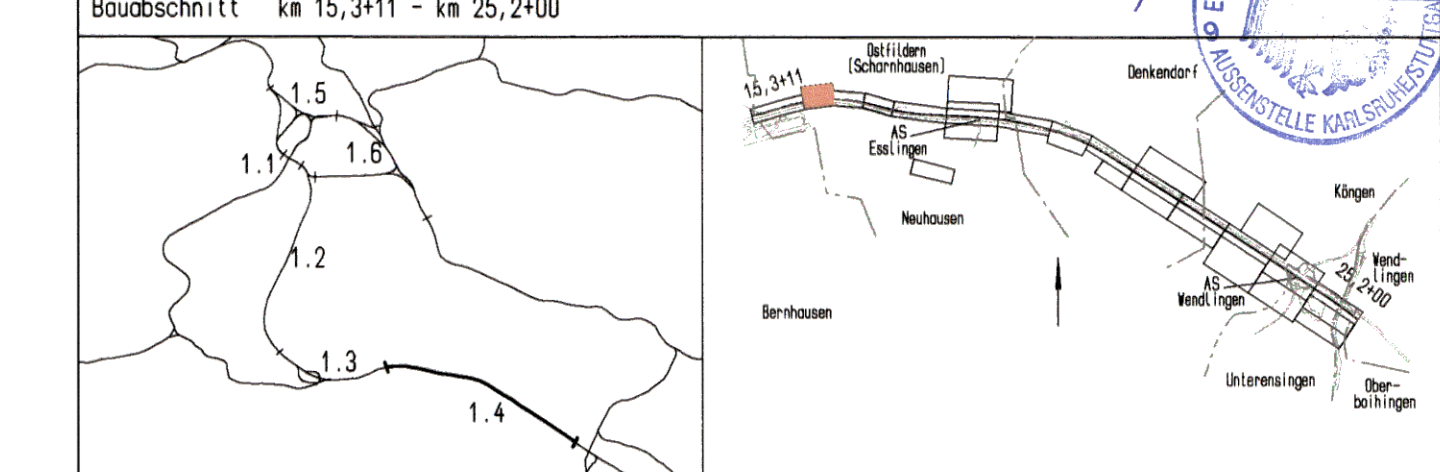 Bauabschnitt km 15,3+11 - km 25,2+00
1.5
1.1
1.6
1.2
1.3
1.4
15,3+11
Ostfildern
(Scharnhausen)
Denkendorf
AS
Esslingen
Neuhausen
Köngen
Wend-
lingen
25,2+00
AS
Wendlingen
Bernhausen
Unterensingen
Ober-
boihingen
AUSSENSTELLE KARLSRUHE/STUTTG